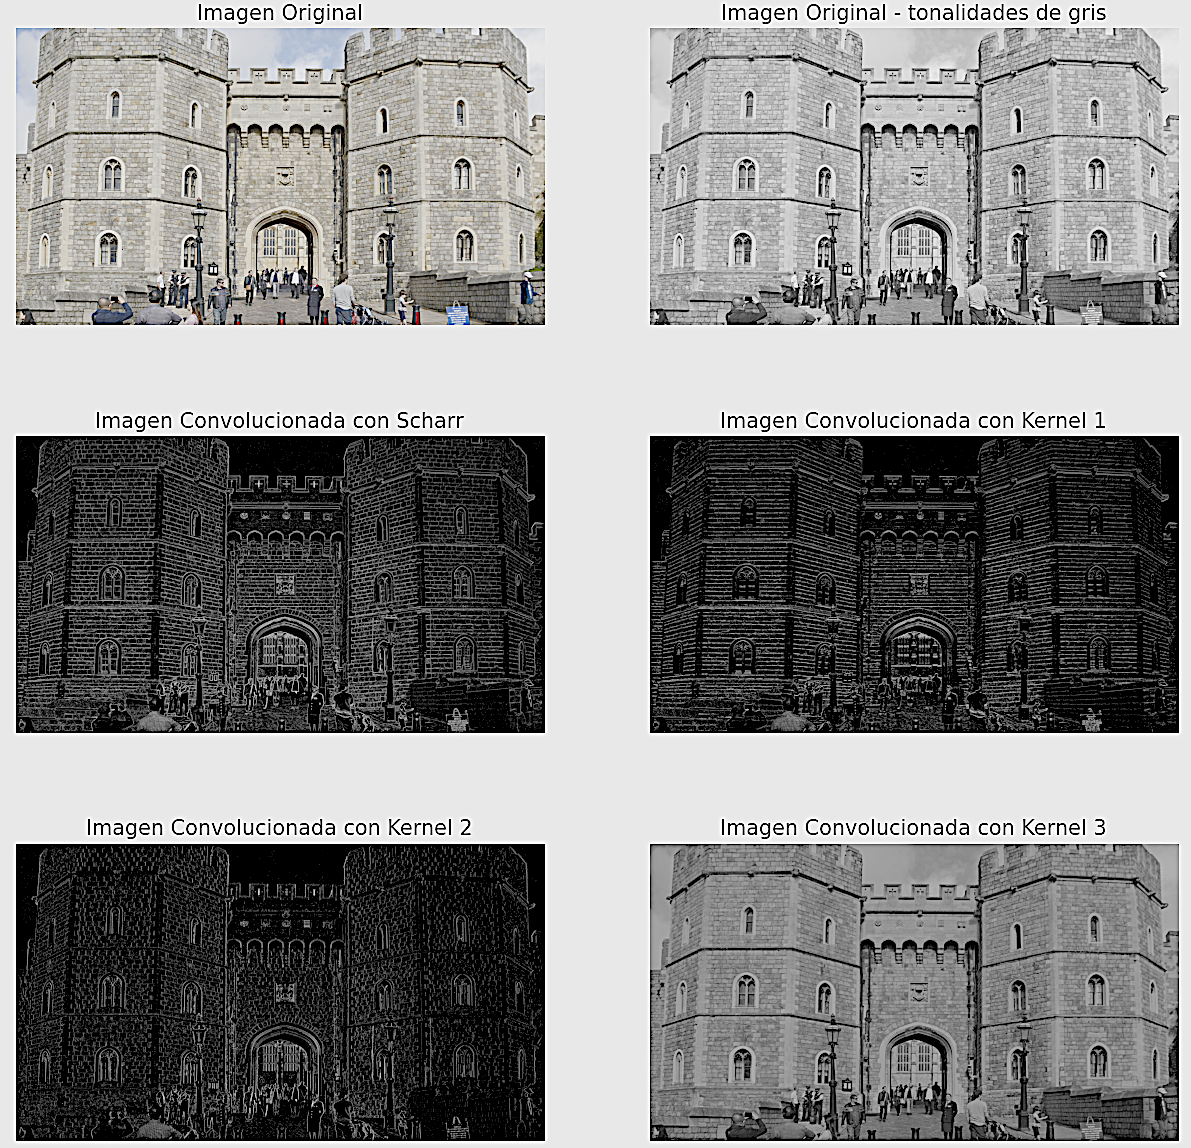 Imagen Original
Imagen Original - tonalidades de gris
Imagen Convolucionada con Scharr
Imagen Convolucionada con Kernel 1
Imagen Convolucionada con Kernel 2
Imagen Convolucionada con Kernel 3